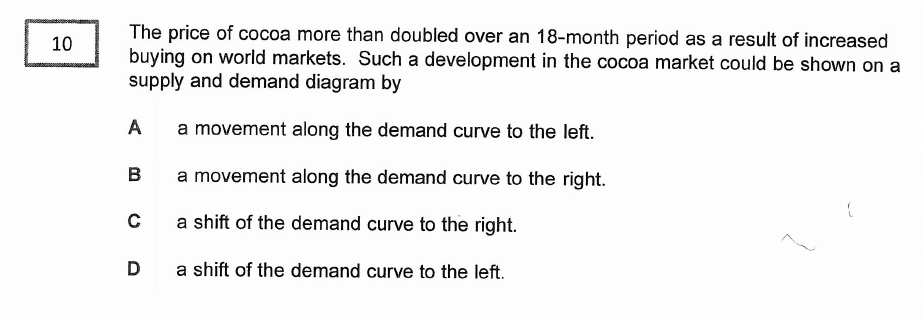 10
The price of cocoa more than doubled over an 18-month period as a result of increased
buying on world markets. Such a development in the cocoa market could be shown on a
supply and demand diagram by
A a movement along the demand curve to the left.
B a movement along the demand curve to the right.
C a shift of the demand curve to the right.
D a shift of the demand curve to the left.